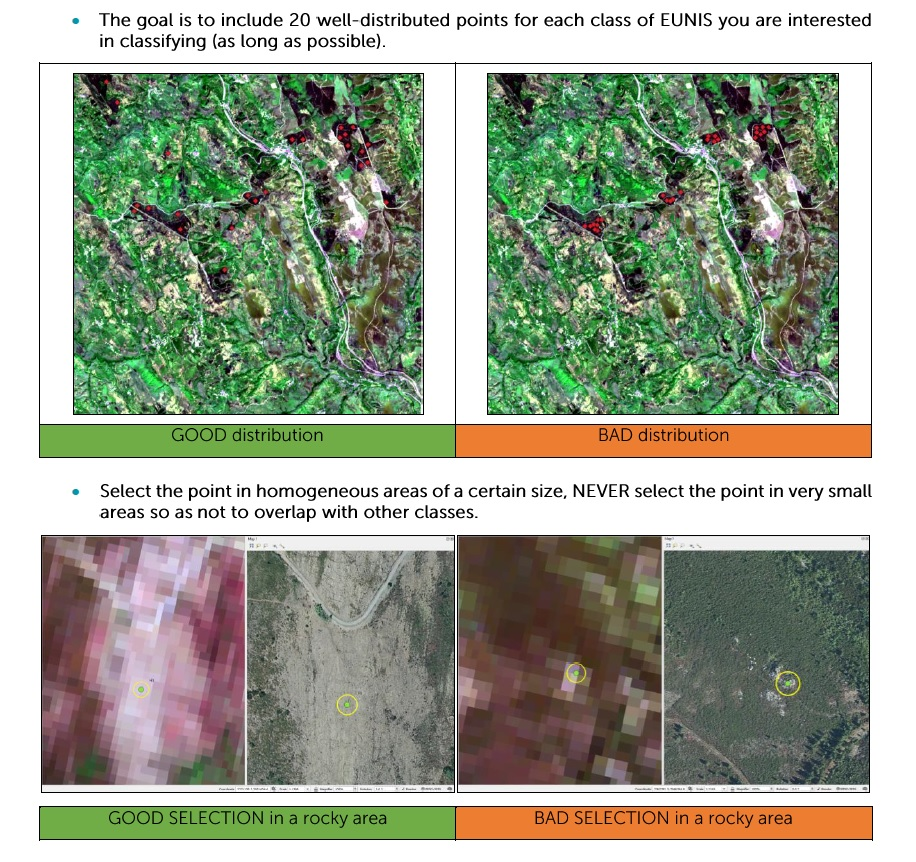 • The goal is to include 20 well-distributed points for each class of EUNIS you are interested
in classifying (as long as possible).
GOOD distribution
BAD distribution
• Select the point in homogeneous areas of a certain size, NEVER select the point in very small
areas so as not to overlap with other classes.
GOOD SELECTION in a rocky area
BAD SELECTION in a rocky area